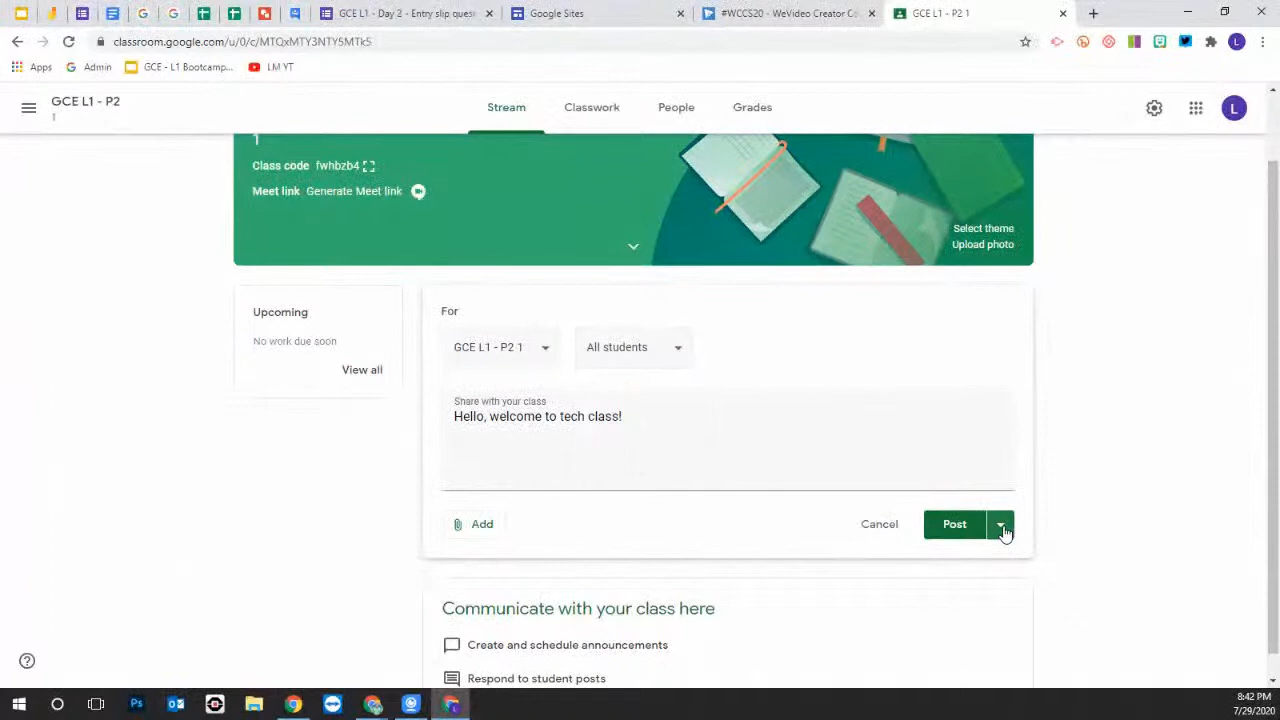 GCE L1 - Day 2 - Entry slip ques
Google Sites
#WCCS20 - WeVideo Creator Co
GCE L1 - P2 1
classroom.google.com/u/0/c/MTQxMTY3NTY5MTk5
Apps
Admin
GCE - L1 Bootcamp...
LM YT
GCE L1 - P2
1
Stream
Classwork
People
Grades
L
1
Class code fwhbzb4
Meet link Generate Meet link
Select theme
Upload photo
Upcoming
No work due soon
View all
For
GCE L1 - P2 1
All students
Share with your class
Hello, welcome to tech class!
Add
Cancel
Post
Communicate with your class here
Create and schedule announcements
Respond to student posts
8:42 PM
7/29/2020